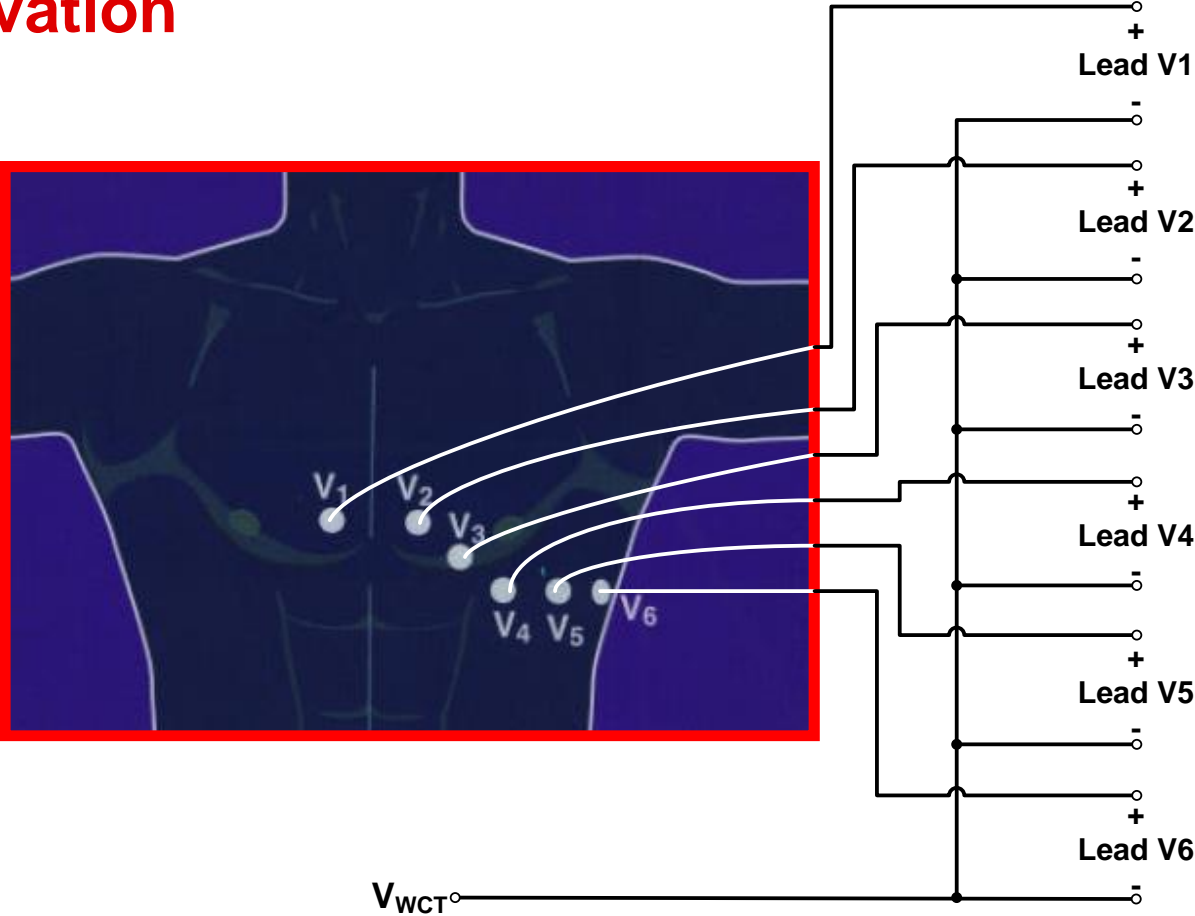 vation
+
Lead V1
-
+
Lead V2
-
+
Lead V3
-
+
Lead V4
-
+
Lead V5
-
+
Lead V6
-
V1
V2
V3
V4
V5
V6
VWCT